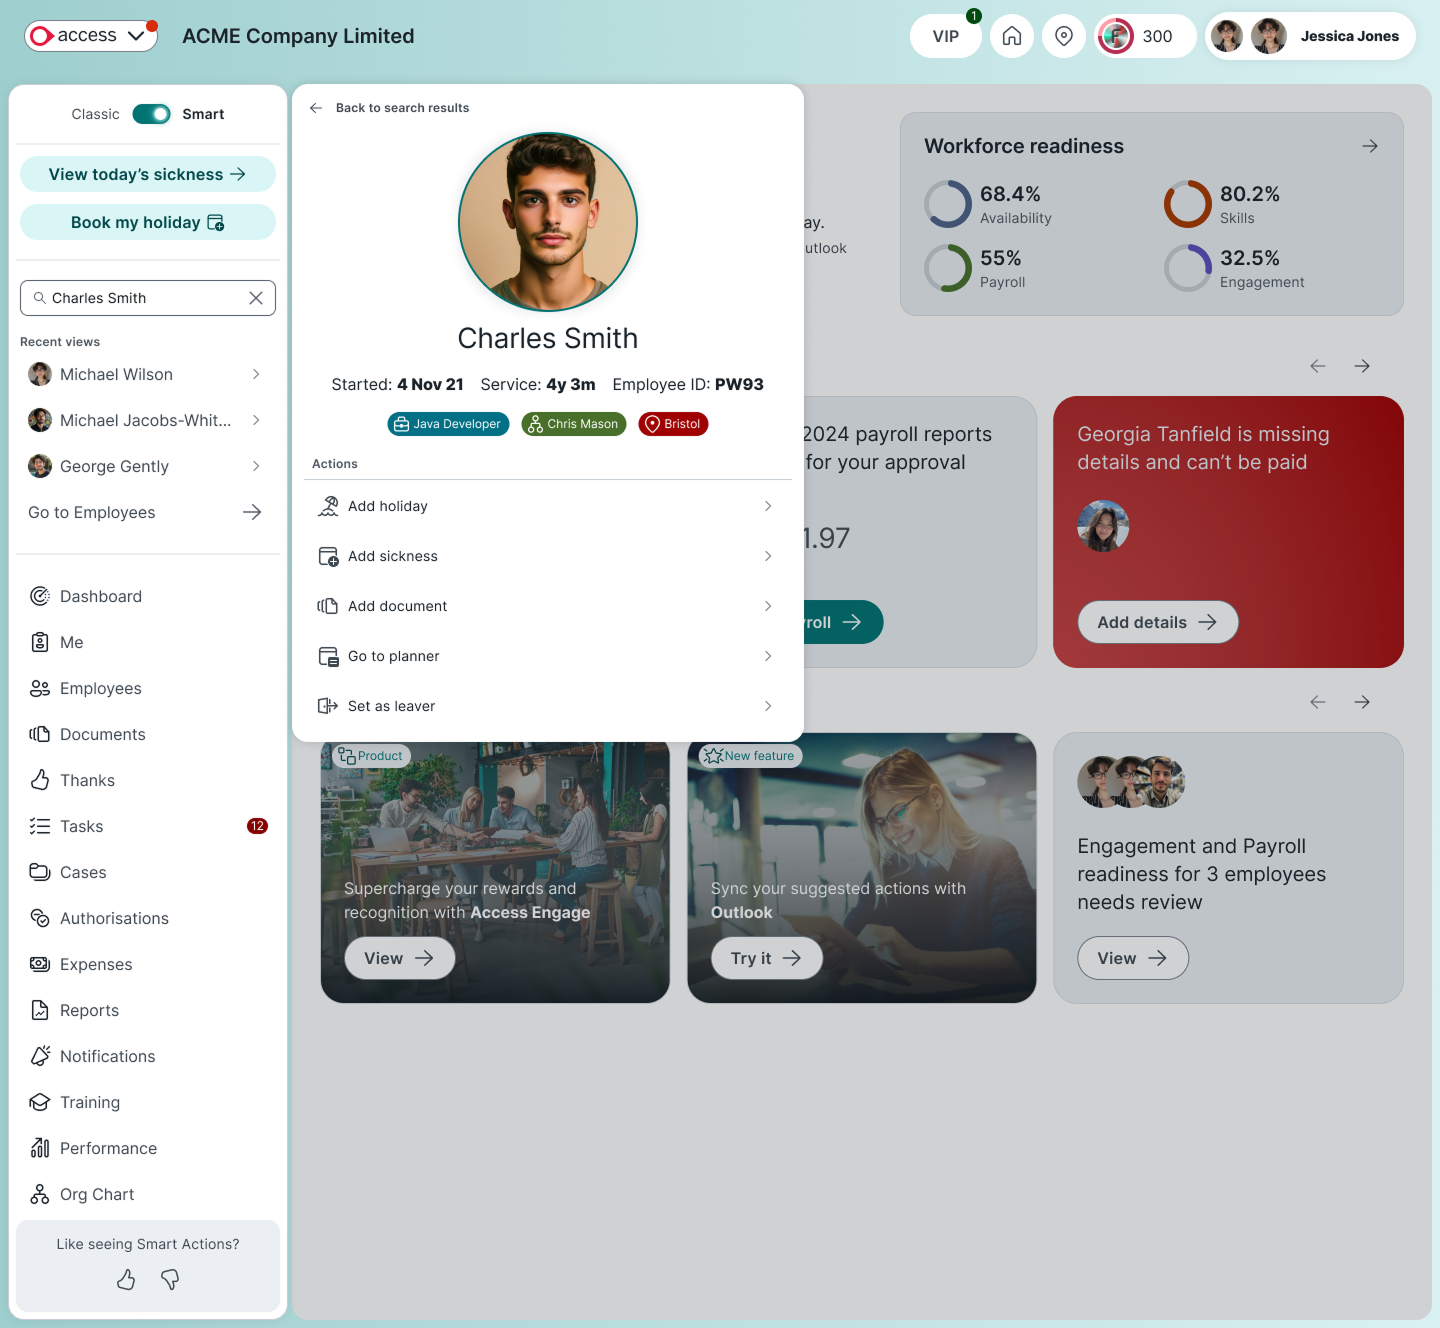 access
ACME Company Limited
VIP
1
300
Jessica Jones
Classic
Smart
View today's sickness
Book my holiday
Charles Smith
Recent views
Michael Wilson
Michael Jacobs-Whit...
George Gently
Go to Employees
Dashboard
Me
Employees
Documents
Thanks
Tasks
12
Cases
Authorisations
Expenses
Reports
Notifications
Training
Performance
Org Chart
Like seeing Smart Actions?
Back to search results
Charles Smith
Started: 4 Nov 21 Service: 4y 3m Employee ID: PW93
Java Developer
Chris Mason
Bristol
Actions
Add holiday
Add sickness
Add document
Go to planner
Set as leaver
ay.
utlook
Workforce readiness
68.4%
Availability
80.2%
Skills
55%
Payroll
32.5%
Engagement
2024 payroll reports
for your approval
1.97
roll
Georgia Tanfield is missing
details and can't be paid
Add details
Product
Supercharge your rewards and
recognition with Access Engage
View
New feature
Sync your suggested actions with
Outlook
Try it
Engagement and Payroll
readiness for 3 employees
needs review
View